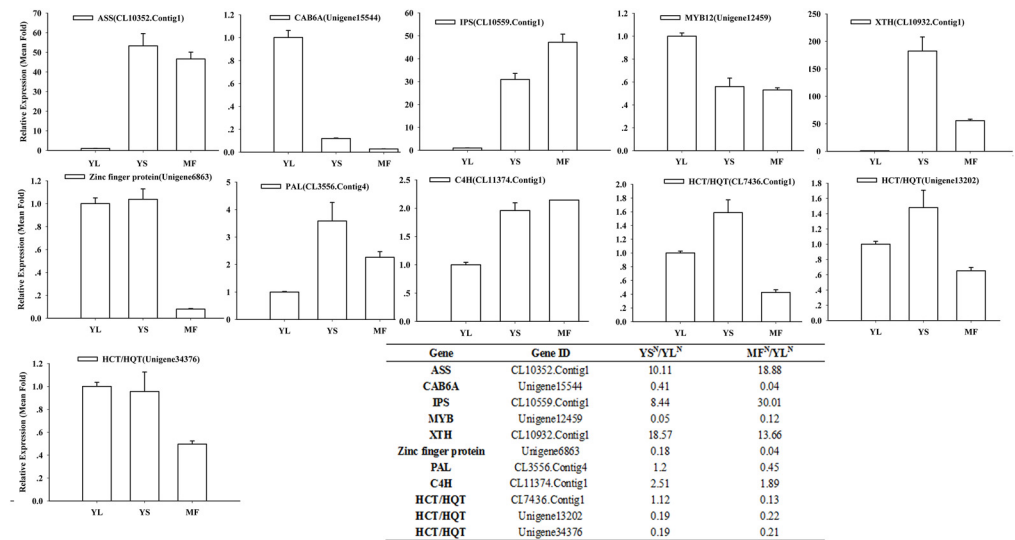 ASS(CL10352.Contig1)
Relative Expression (Mean Fold)
70
60
50
40
30
20
10
0
YL YS MF
CAB6A(Unigene15544)
1.2
1.0
.8
.6
.4
.2
0.0
YL YS MF
IPS(CL10559.Contig1)
60
50
40
30
20
10
0
YL YS MF
MYB12(Unigene12459)
1.2
1.0
.8
.6
.4
.2
0.0
YL YS MF
XTH(CL10932.Contig1)
250
200
150
100
50
0
YL YS MF
Zinc finger protein(Unigene6863)
Relative Expression (Mean Fold)
1.2
1.0
.8
.6
.4
.2
0.0
YL YS MF
PAL(CL3556.Contig4)
5
4
3
2
1
0
YL YS MF
C4H(CL11374.Contig1)
2.5
2.0
1.5
1.0
.5
0.0
YL YS MF
HCT/HQT(CL7436.Contig1)
2.0
1.8
1.6
1.4
1.2
1.0
.8
.6
.4
.2
0.0
YL YS MF
HCT/HQT(Unigene13202)
1.8
1.6
1.4
1.2
1.0
.8
.6
.4
.2
0.0
YL YS MF
HCT/HQT(Unigene34376)
Relative Expression (Mean Fold)
1.2
1.0
.8
.6
.4
.2
0.0
YL YS MF
Gene Gene ID YSᴺ/YLᴺ MFᴺ/YLᴺ
ASS CL10352.Contig1 10.11 18.88
CAB6A Unigene15544 0.41 0.04
IPS CL10559.Contig1 8.44 30.01
MYB Unigene12459 0.05 0.12
XTH CL10932.Contig1 18.57 13.66
Zinc finger protein Unigene6863 0.18 0.04
PAL CL3556.Contig4 1.2 0.45
C4H CL11374.Contig1 2.51 1.89
HCT/HQT CL7436.Contig1 1.12 0.13
HCT/HQT Unigene13202 0.19 0.22
HCT/HQT Unigene34376 0.19 0.21